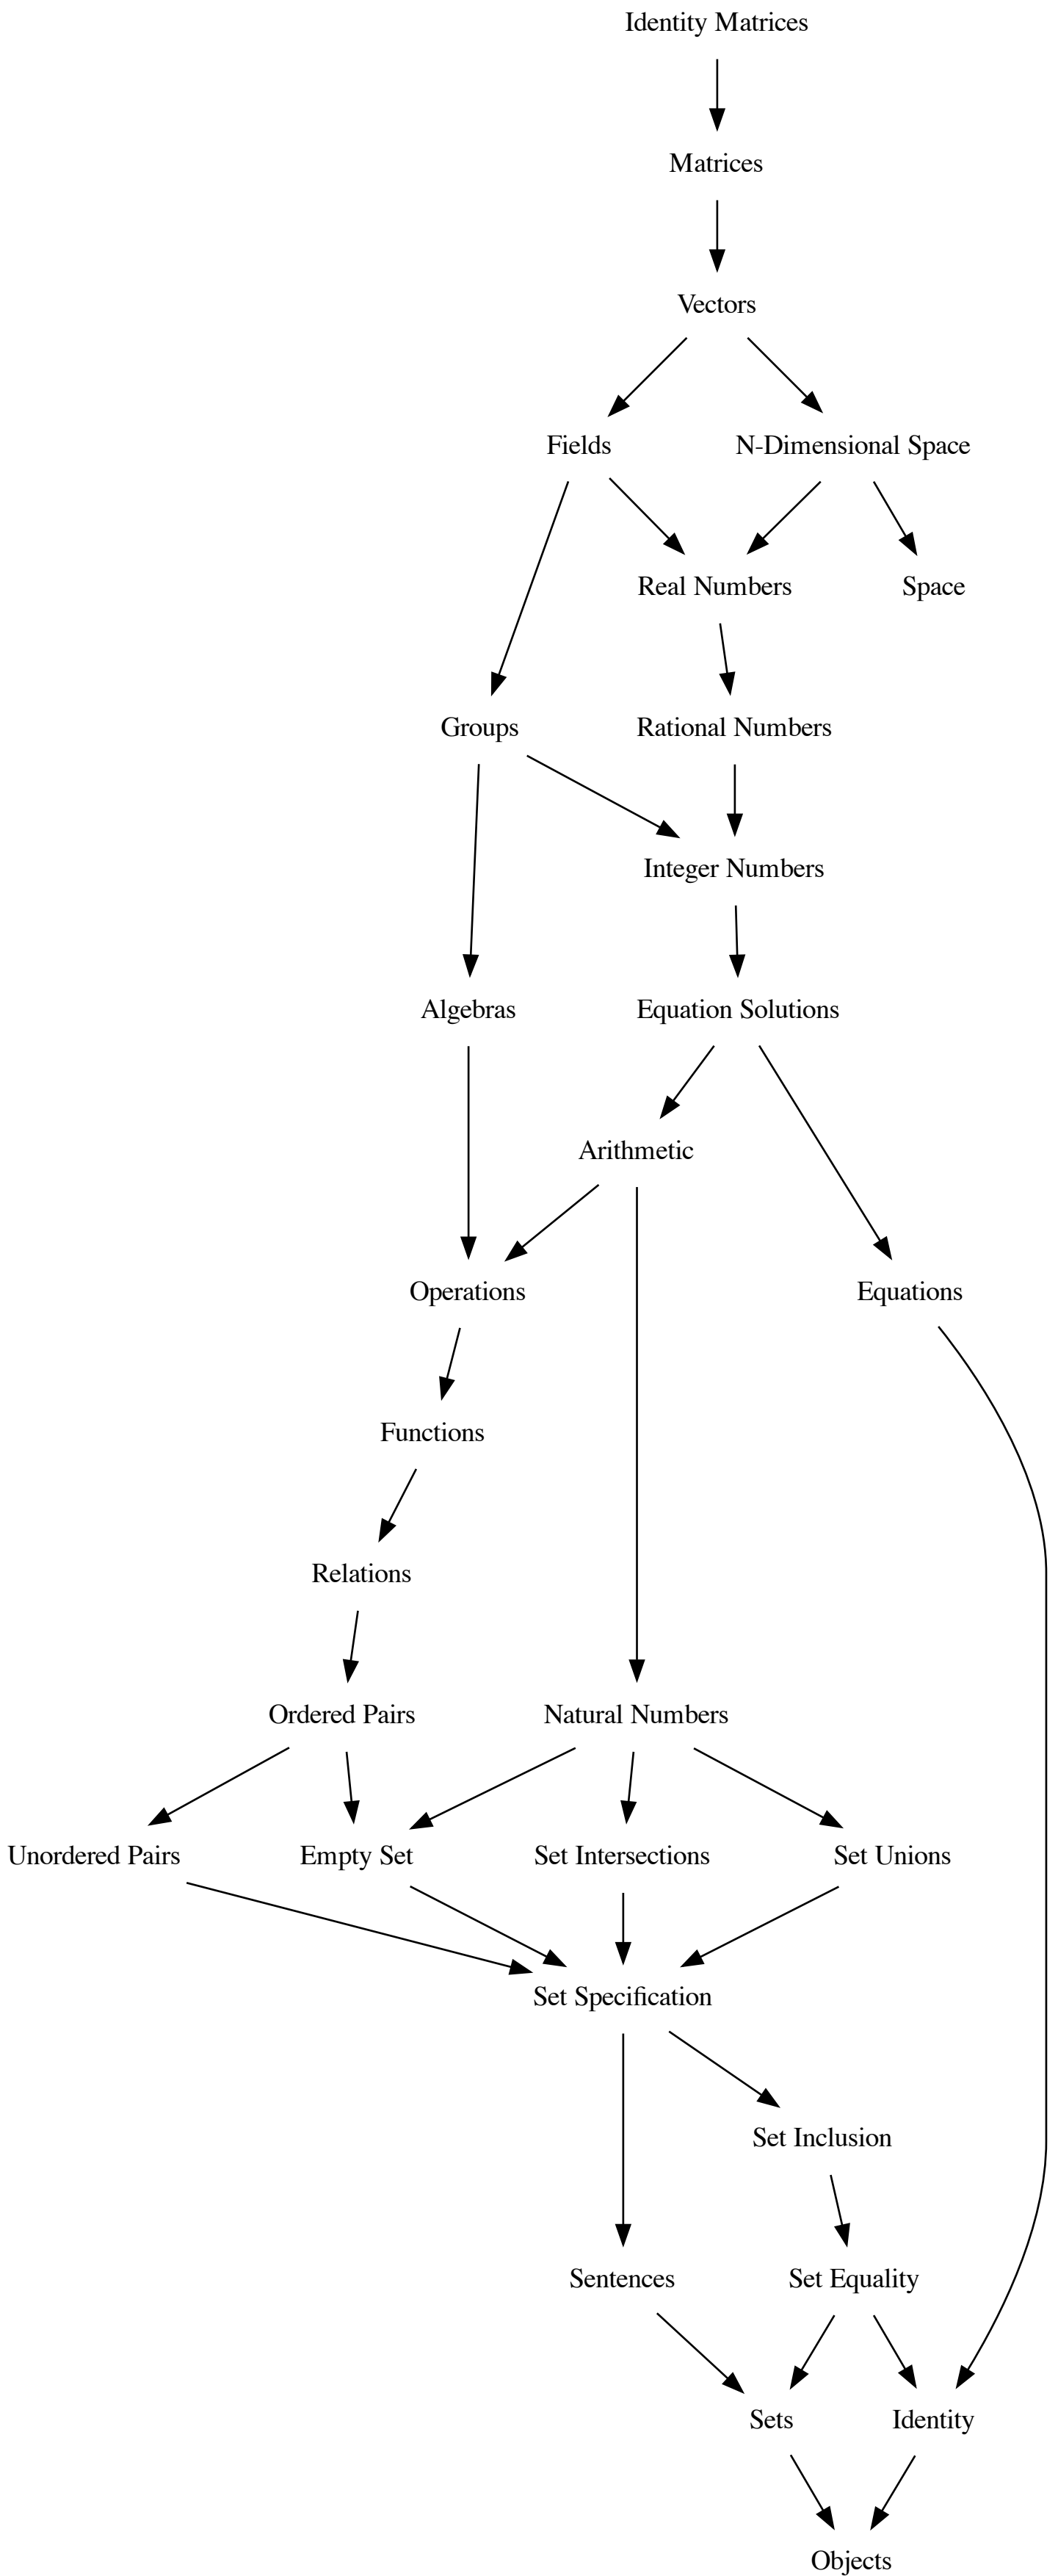 Identity Matrices
Matrices
Vectors
Fields
N-Dimensional Space
Real Numbers
Space
Groups
Rational Numbers
Integer Numbers
Algebras
Equation Solutions
Arithmetic
Operations
Equations
Functions
Relations
Ordered Pairs
Natural Numbers
Unordered Pairs
Empty Set
Set Intersections
Set Unions
Set Specification
Set Inclusion
Sentences
Set Equality
Sets
Identity
Objects